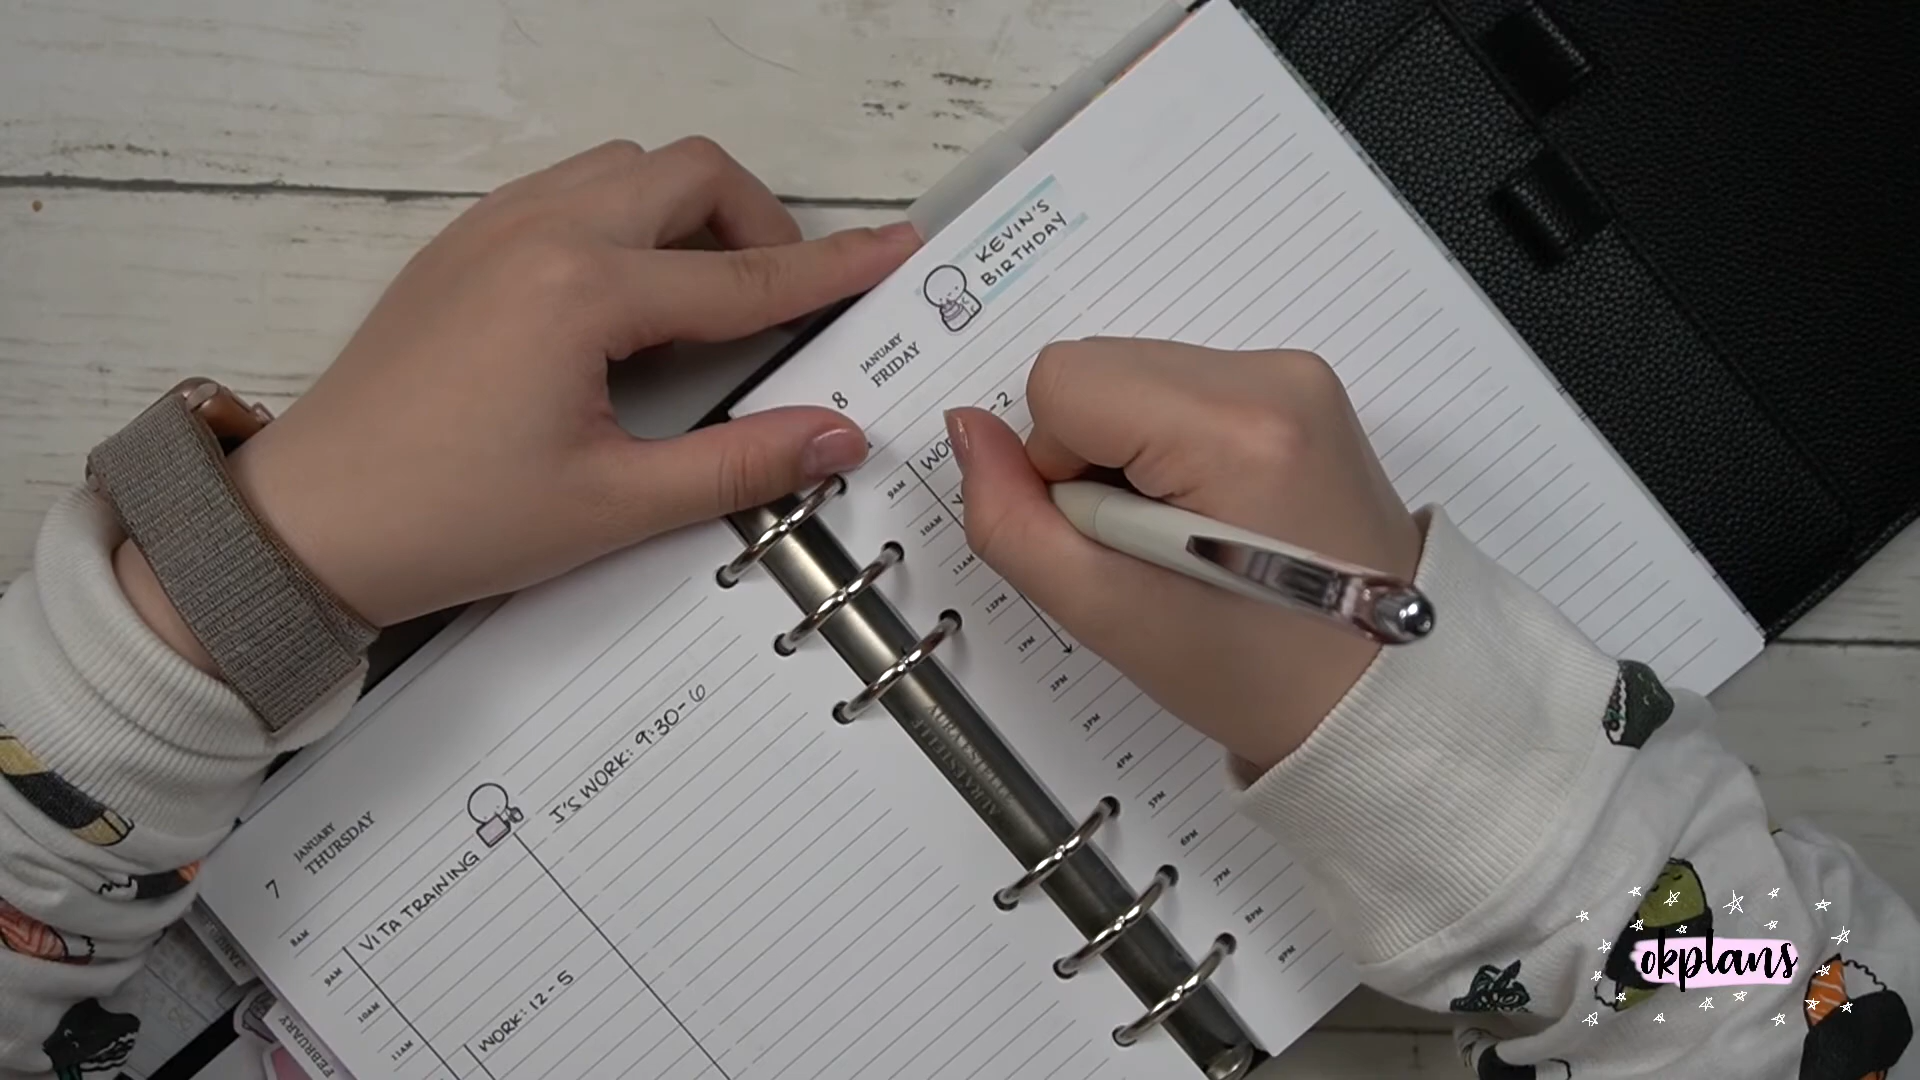 KEVIN'S
BIRTHDAY
JANUARY
FRIDAY
8
-2
9AM
10AM
11AM
12PM
1PM
2PM
3PM
4PM
5PM
6PM
7PM
8PM
9PM
JANUARY
THURSDAY
7
J'S WORK: 9:30-6
8AM
VITA TRAINING
9AM
10AM
WORK: 12-5
11AM
FEBRUARY
okplans